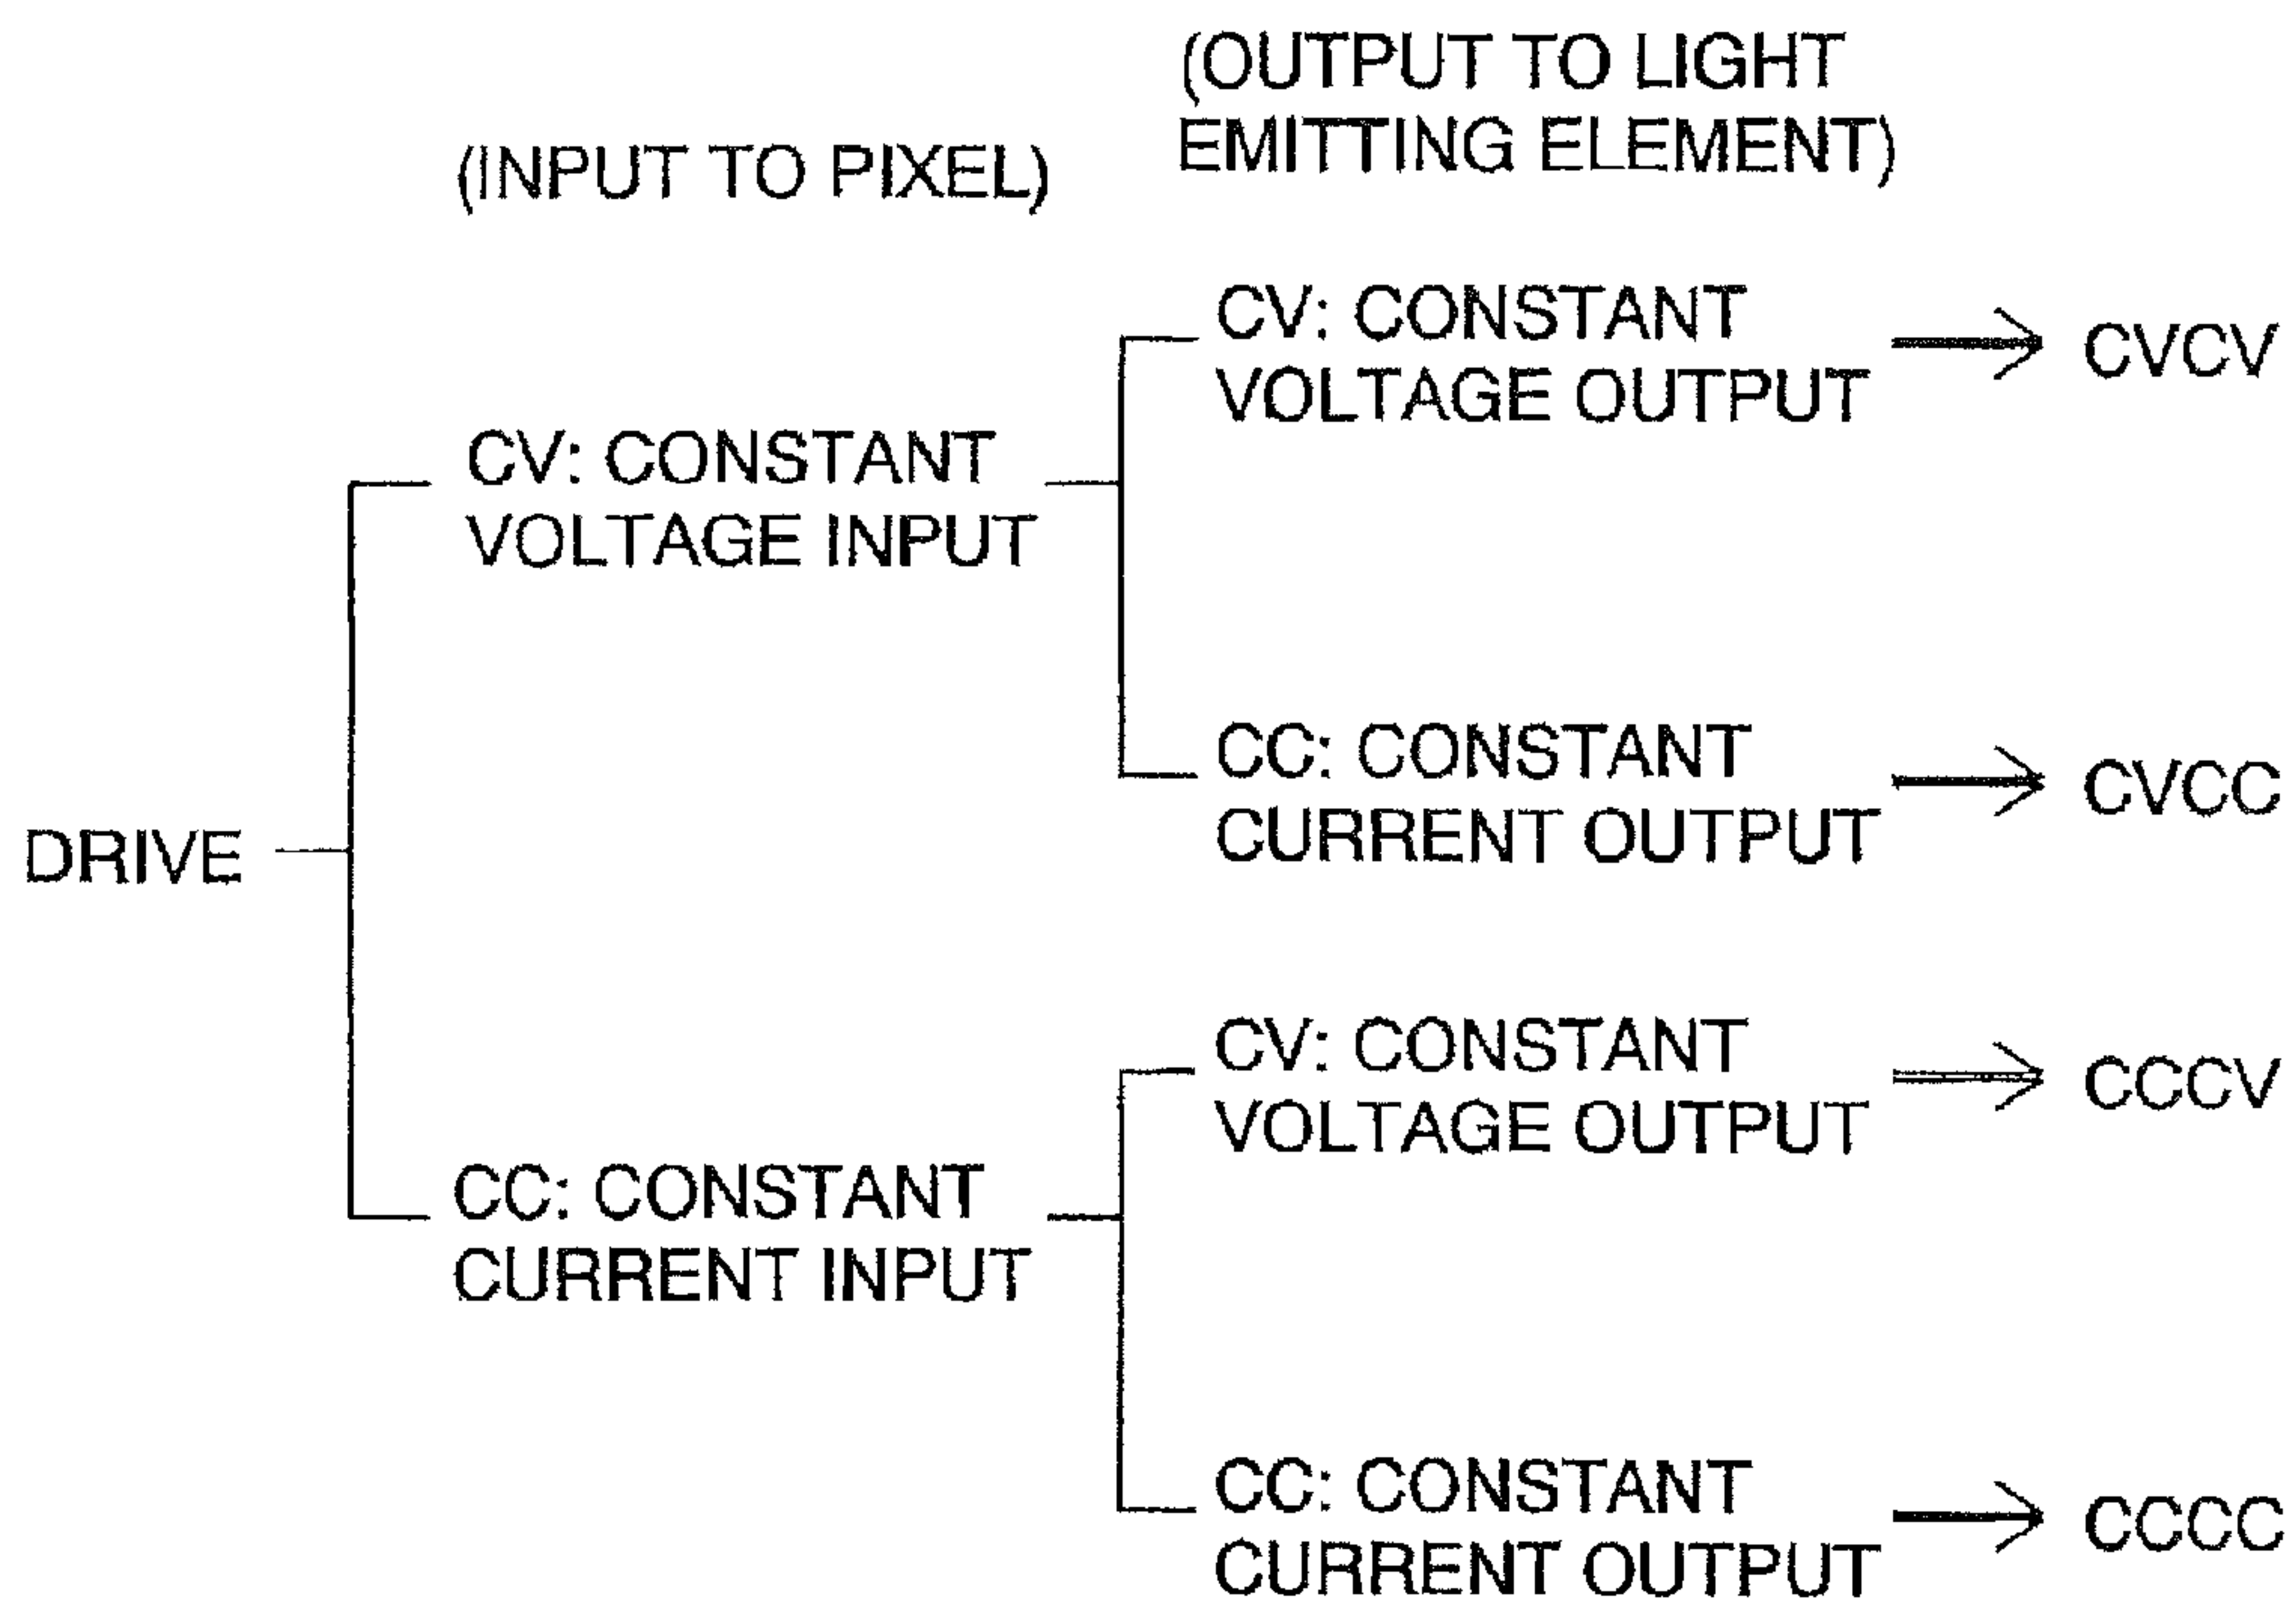 (OUTPUT TO LIGHT
EMITTING ELEMENT)
(INPUT TO PIXEL)
CV: CONSTANT
VOLTAGE OUTPUT
CVCV
CV: CONSTANT
VOLTAGE INPUT
CC: CONSTANT
CURRENT OUTPUT
CVCC
DRIVE
CV: CONSTANT
VOLTAGE OUTPUT
CCCV
CC: CONSTANT
CURRENT INPUT
CC: CONSTANT
CURRENT OUTPUT
CCCC